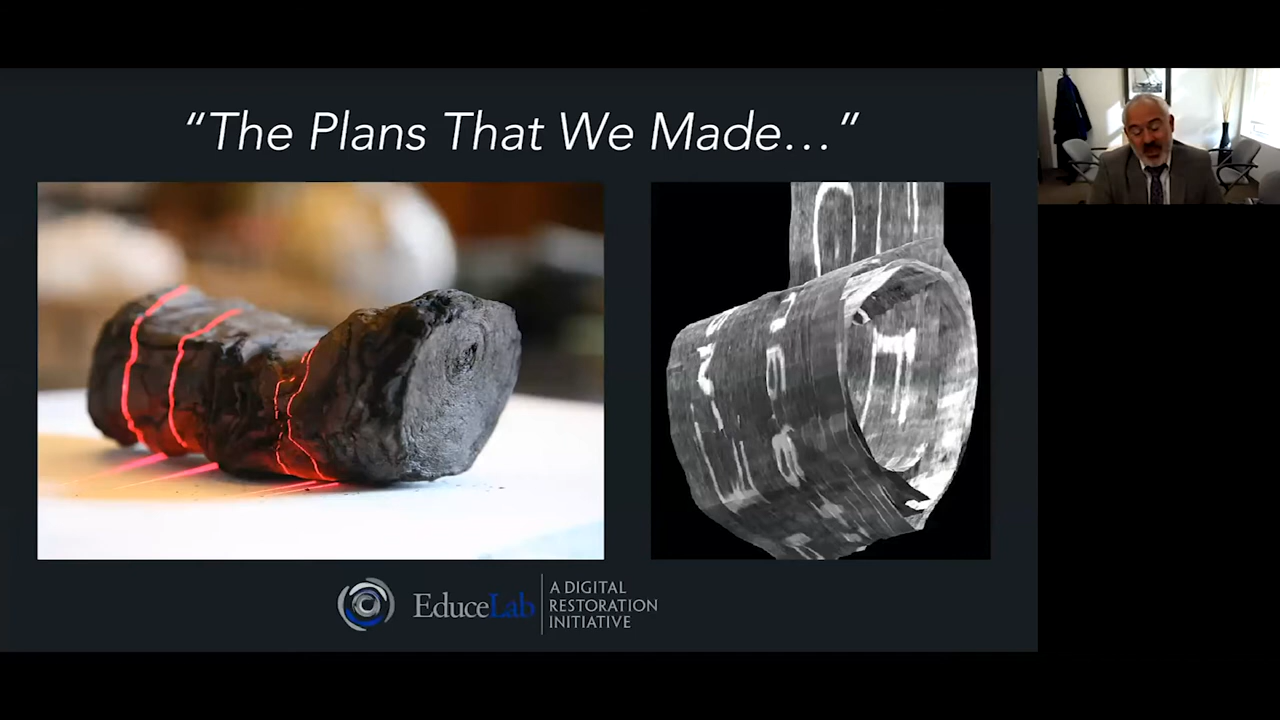 “The Plans That We Made...”
EduceLab
A DIGITAL
RESTORATION
INITIATIVE